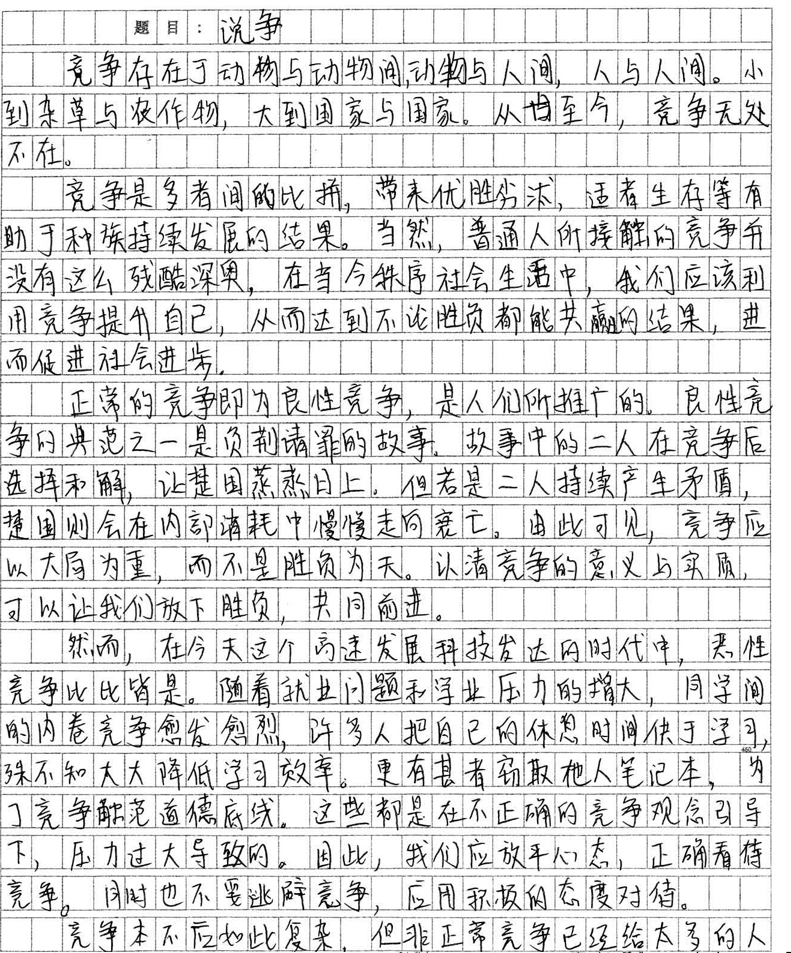 题目：说争
竞争存在于动物与动物间,动物与人间，人与人间。小
到杂草与农作物，大到国家与国家。从古至今，竞争无处
不在。
竞争是多者间的比拼，带来优胜劣汰，适者生存等有
助于种族持续发展的结果。当然，普通人所接触的竞争并
没有这么残酷深奥，在当今秩序社会生活中，我们应该利
用竞争提升自己，从而达到不论胜负都能共赢的结果，进
而促进社会进步。
正常的竞争即为良性竞争，是人们所推广的。良性竞
争的典范之一是负荆请罪的故事。故事中的二人在竞争后
选择和解，让楚国蒸蒸日上。但若是二人持续产生矛盾，
楚国则会在内部消耗中慢慢走向衰亡。由此可见，竞争应
以大局为重，而不是胜负为天。认清竞争的意义与实质，
可以让我们放下胜负，共同前进。
然而，在今天这个高速发展科技发达的时代中，恶性
竞争比比皆是。随着就业问题和学业压力的增大，同学间
的内卷竞争愈发愈烈，许多人把自己的休息时间供于学习，
殊不知大大降低学习效率。更有甚者窃取他人笔记本，为
了竞争触范道德底线。这些都是在不正确的竞争观念引导
下，压力过大导致的。因此，我们应放平心态，正确看待
竞争。同时也不要逃避竞争，应用积极的态度对待。
竞争本不应如此复杂，但非正常竞争已经给太多的人